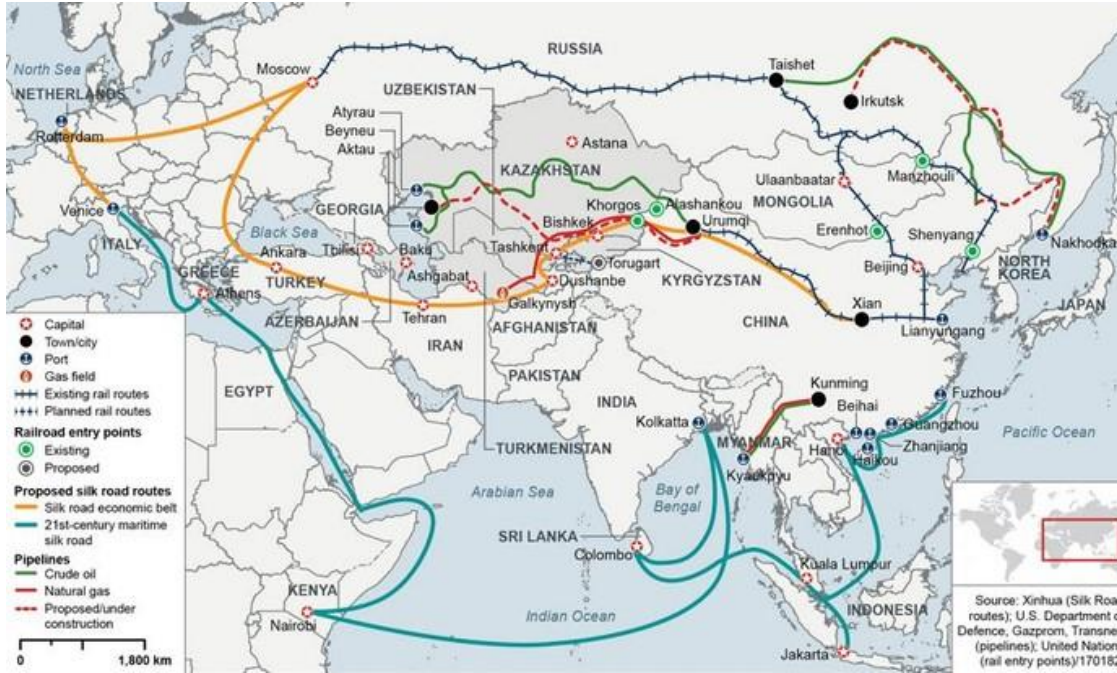 RUSSIA
North Sea
Moscow
Taishet
NETHERLANDS
UZBEKISTAN
Irkutsk
Atyrau
Rotterdam
Beyneu
Astana
Aktau
KAZAKHSTAN
Manzhouli
Ulaanbaatar
MONGOLIA
Khorgos
Alashankou
Venice
GEORGIA
Bishkek
Urumqi
Erenhot
Shenyang
ITALY
Black Sea
Nakhodka
Tbilisi
Baku
Tashkent
Torugart
Ankara
Beijing
NORTH
KOREA
GREECE
TURKEY
Ashgabat
Dushanbe
KYRGYZSTAN
Athens
Galkynysh
Xian
JAPAN
Tehran
AZERBAIJAN
AFGHANISTAN
CHINA
Lianyungang
IRAN
EGYPT
PAKISTAN
Kunming
INDIA
Beihai
Fuzhou
Kolkatta
Guangzhou
TURKMENISTAN
MYANMAR
Hanoi
Zhanjiang
Pacific Ocean
Haikou
Kyaukpyu
Arabian Sea
Bay of
Bengal
SRI LANKA
Colombo
Kuala Lumpur
KENYA
INDONESIA
Nairobi
Indian Ocean
Jakarta
Capital
Town/city
Port
Gas field
Existing rail routes
Planned rail routes
Railroad entry points
Existing
Proposed
Proposed silk road routes
Silk road economic belt
21st-century maritime
silk road
Pipelines
Crude oil
Natural gas
Proposed/under
construction
0 1,800 km
Source: Xinhua (Silk Roa
routes); U.S. Department o
Defence, Gazprom, Transne
(pipelines); United Nation
(rail entry points)/170182